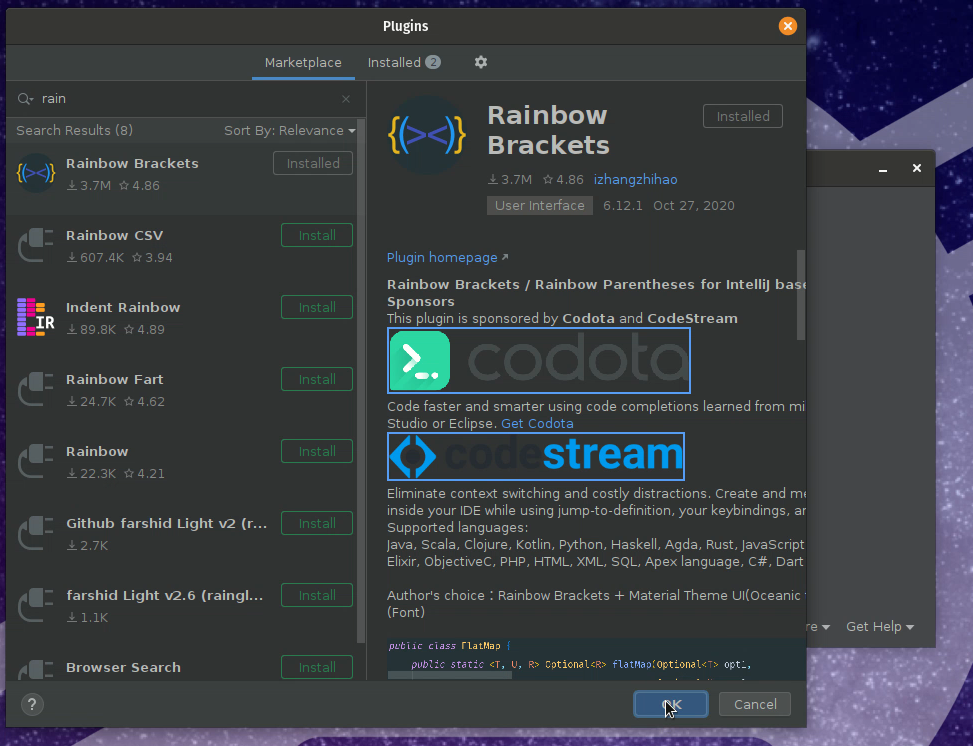 Plugins
Marketplace
Installed 2
rain
Search Results (8)
Sort By: Relevance
Rainbow Brackets
3.7M 4.86
Installed
Rainbow CSV
607.4K 3.94
Install
Indent Rainbow
89.8K 4.89
Install
IR
Rainbow Fart
24.7K 4.62
Install
Rainbow
22.3K 4.21
Install
Github farshid Light v2 (r...
2.7K
Install
farshid Light v2.6 (raingl...
1.1K
Install
Browser Search
Install
Rainbow
Brackets
Installed
3.7M 4.86 izhangzhihao
User Interface 6.12.1 Oct 27, 2020
Plugin homepage
Rainbow Brackets / Rainbow Parentheses for IntelliJ base
Sponsors
This plugin is sponsored by Codota and CodeStream
codota
Code faster and smarter using code completions learned from mi
Studio or Eclipse. Get Codota
codestream
Eliminate context switching and costly distractions. Create and me
inside your IDE while using jump-to-definition, your keybindings, an
Supported languages:
Java, Scala, Clojure, Kotlin, Python, Haskell, Agda, Rust, JavaScript
Elixir, ObjectiveC, PHP, HTML, XML, SQL, Apex language, C#, Dart
Author's choice：Rainbow Brackets + Material Theme UI(Oceanic
(Font)
public class FlatMap {
public static <T, U, R> Optional<R> flatMap(Optional<T> opt1,
re
Get Help
?
OK
Cancel